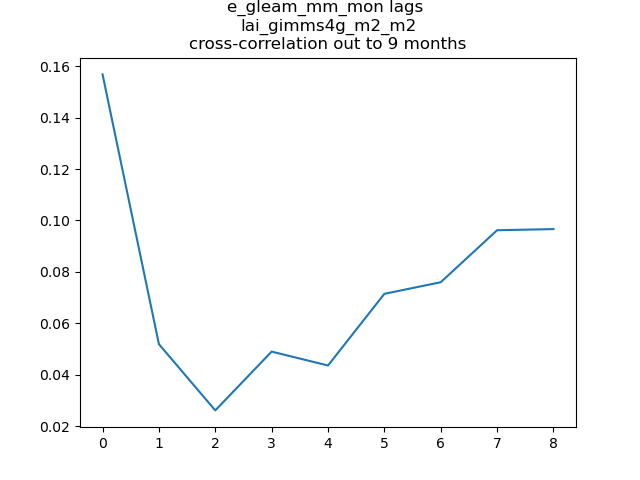 e_gleam_mm_mon lags
lai_gimms4g_m2_m2
cross-correlation out to 9 months
0.16
0.14
0.12
0.10
0.08
0.06
0.04
0.02
0 1 2 3 4 5 6 7 8